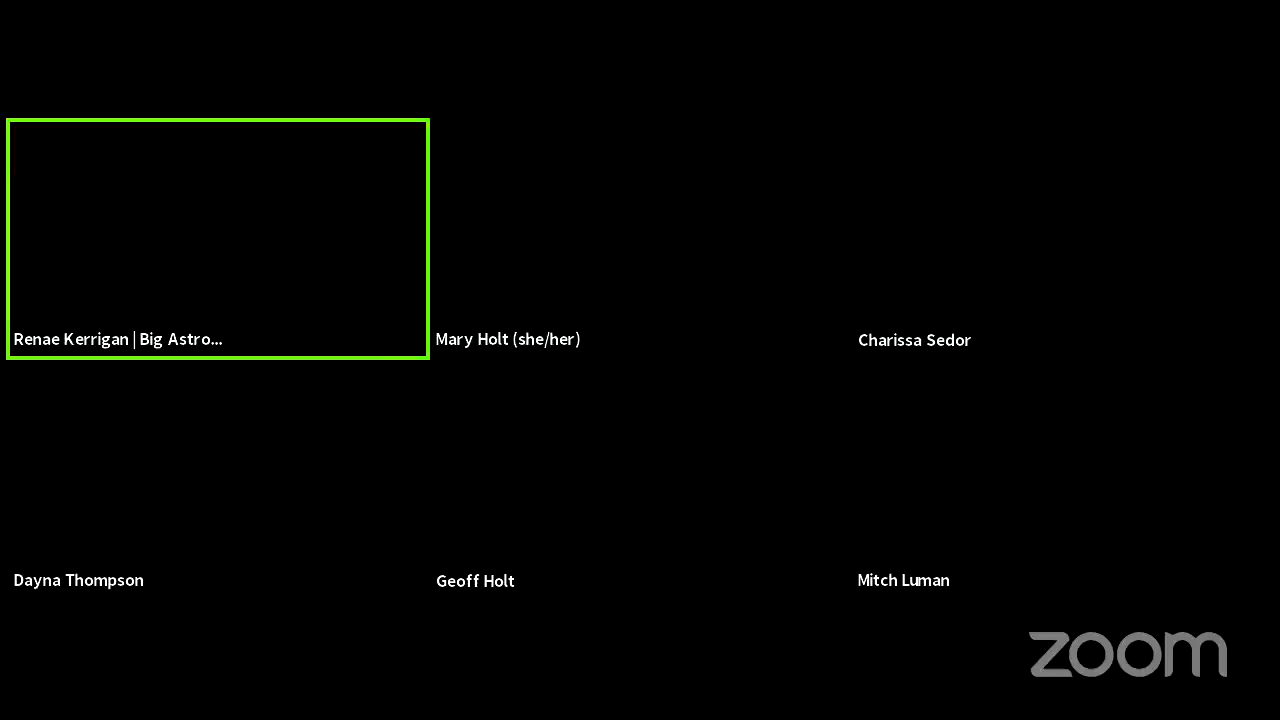 Renae Kerrigan | Big Astro...
Mary Holt (she/her)
Charissa Sedor
Dayna Thompson
Geoff Holt
Mitch Luman
zoom